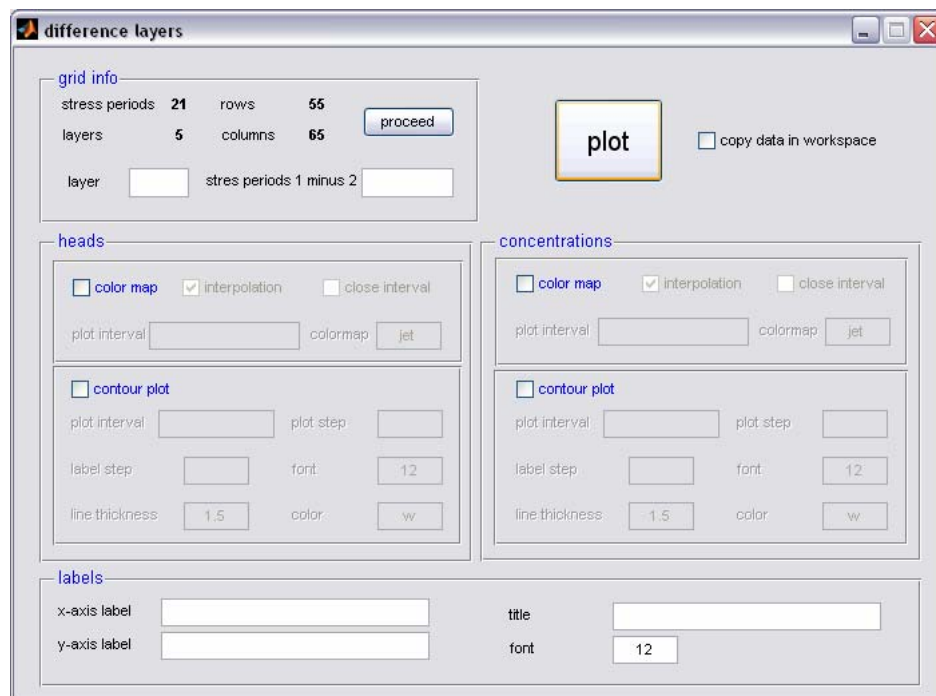 difference layers
grid info
stress periods 21 rows 55
layers 5 columns 65
proceed
layer stres periods 1 minus 2
plot
copy data in workspace
heads
color map interpolation close interval
plot interval colormap jet
contour plot
plot interval plot step
label step font 12
line thickness 1.5 color w
concentrations
color map interpolation close interval
plot interval colormap jet
contour plot
plot interval plot step
label step font 12
line thickness 1.5 color w
labels
x-axis label
y-axis label
title
font 12